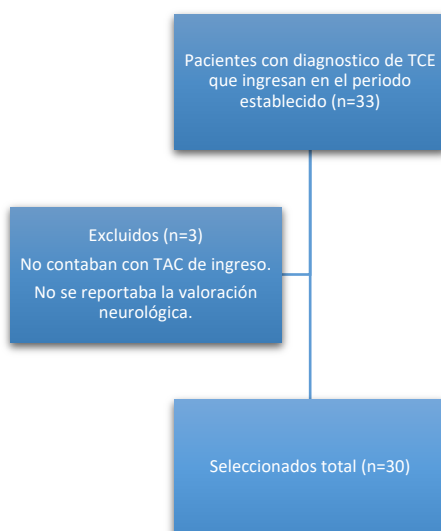 Pacientes con diagnostico de TCE
que ingresan en el periodo
establecido (n=33)
Excluidos (n=3)
No contaban con TAC de ingreso.
No se reportaba la valoración
neurológica.
Seleccionados total (n=30)